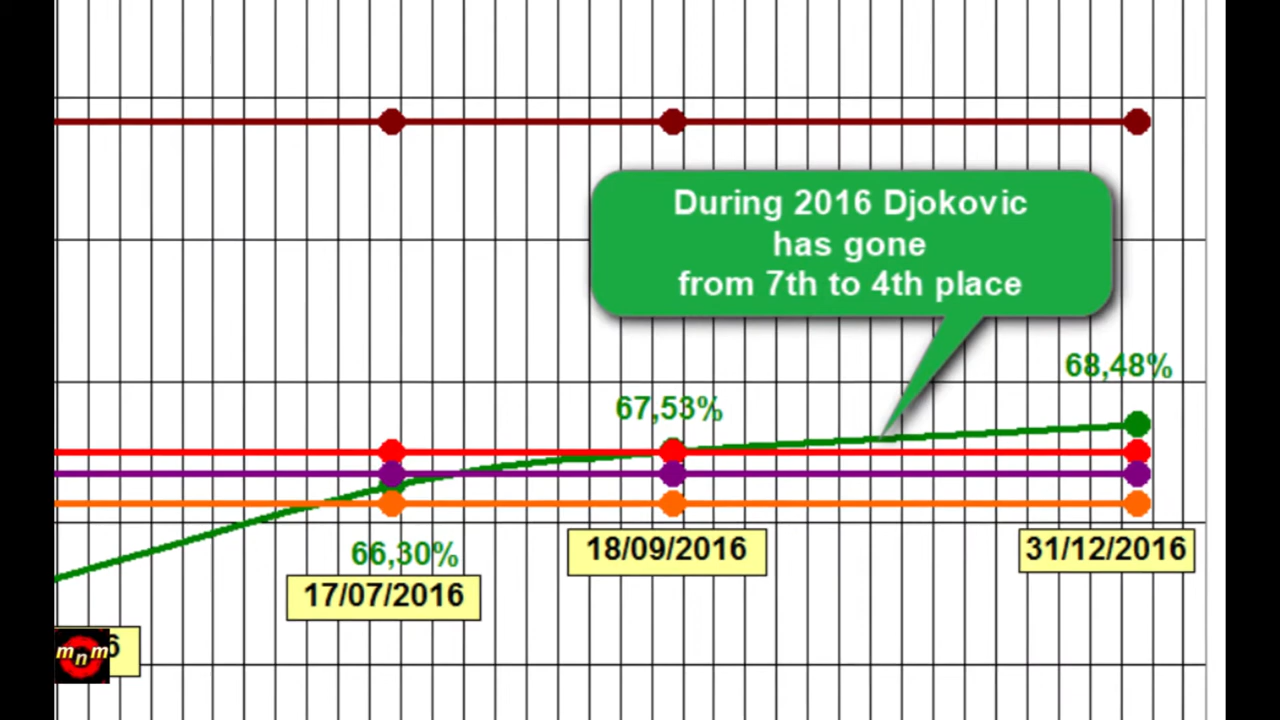 During 2016 Djokovic
has gone
from 7th to 4th place
68,48%
67,53%
66,30%
18/09/2016
31/12/2016
17/07/2016
6
mnm